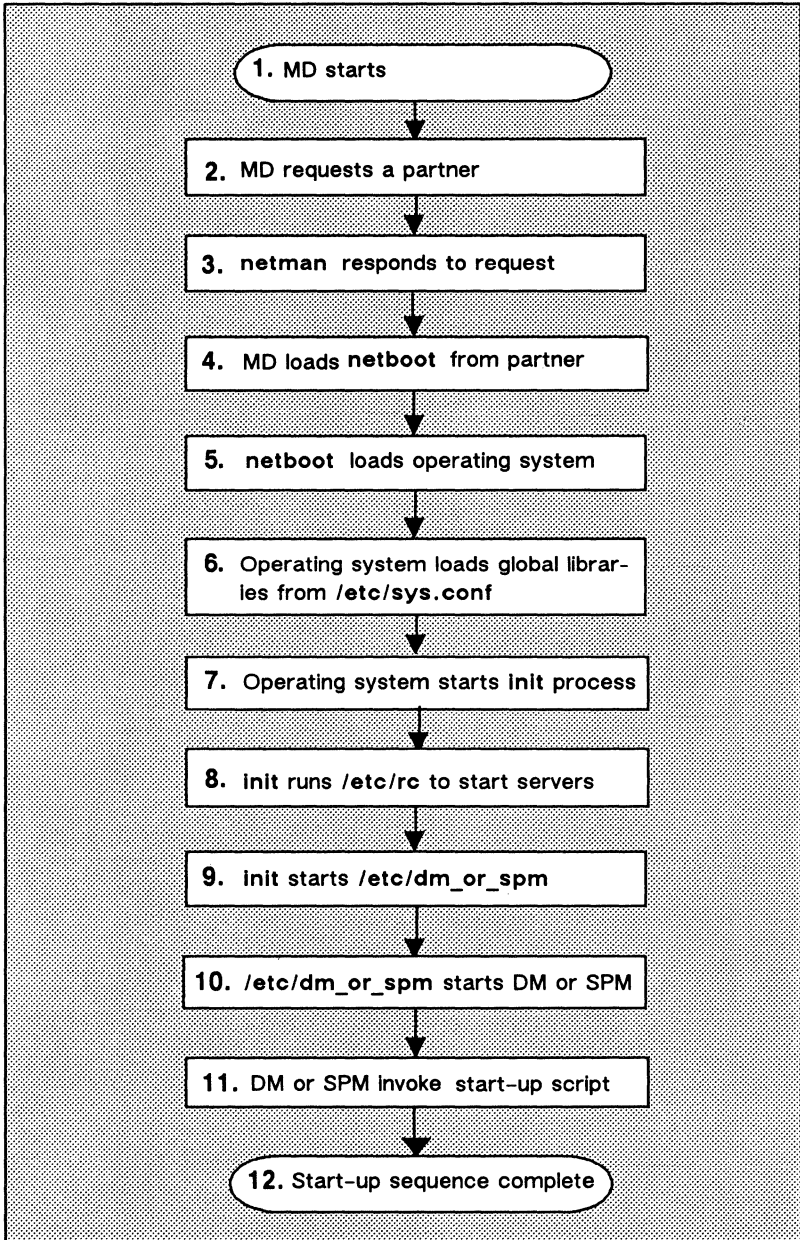 1. MD starts
2. MD requests a partner
3. netman responds to request
4. MD loads netboot from partner
5. netboot loads operating system
6. Operating system loads global librar-
ies from /etc/sys.conf
7. Operating system starts init process
8. init runs /etc/rc to start servers
9. init starts /etc/dm_or_spm
10. /etc/dm_or_spm starts DM or SPM
11. DM or SPM invoke start-up script
12. Start-up sequence complete